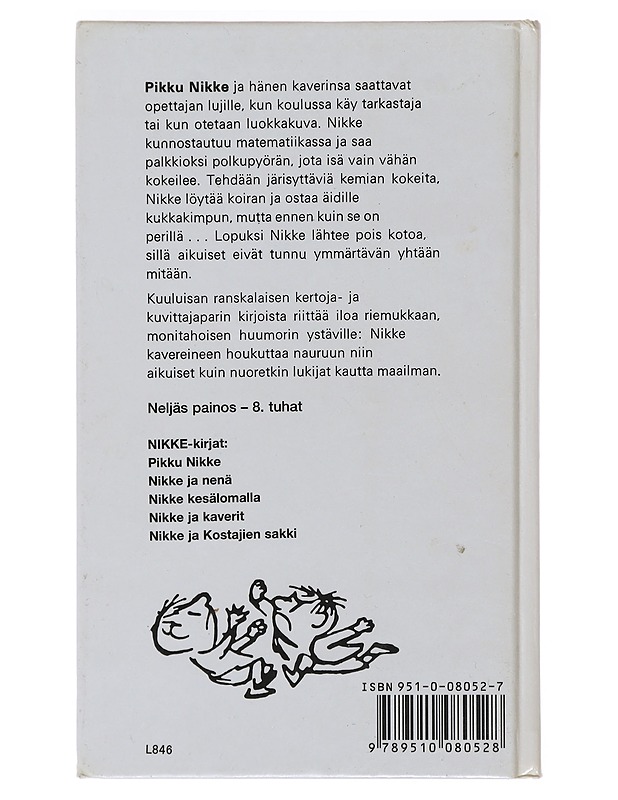 Pikku Nikke ja hänen kaverinsa saattavat
opettajan lujille, kun koulussa käy tarkastaja
tai kun otetaan luokkakuva. Nikke
kunnostautuu matematiikassa ja saa
palkkioksi polkupyörän, jota isä vain vähän
kokeilee. Tehdään järisyttäviä kemian kokeita,
Nikke löytää koiran ja ostaa äidille
kukkakimpun, mutta ennen kuin se on
perillä . . . Lopuksi Nikke lähtee pois kotoa,
sillä aikuiset eivät tunnu ymmärtävän yhtään
mitään.
Kuuluisan ranskalaisen kertoja- ja
kuvittajaparin kirjoista riittää iloa riemukkaan,
monitahoisen huumorin ystäville: Nikke
kavereineen houkuttaa nauruun niin
aikuiset kuin nuoretkin lukijat kautta maailman.
Neljäs painos – 8. tuhat
NIKKE-kirjat:
Pikku Nikke
Nikke ja nenä
Nikke kesälomalla
Nikke ja kaverit
Nikke ja Kostajien sakki
ISBN 951-0-08052-7
9 789510 080528
L846